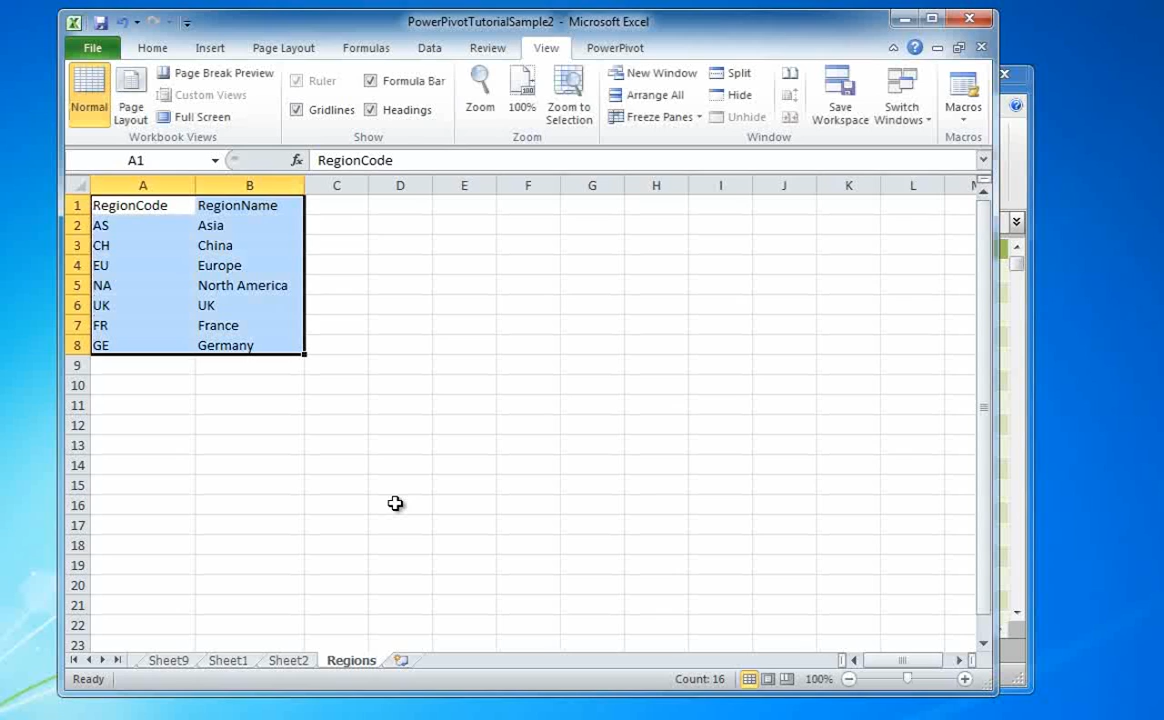 PowerPivotTutorialSample2 - Microsoft Excel
File Home Insert Page Layout Formulas Data Review View PowerPivot
Normal
Page Layout
Page Break Preview
Custom Views
Full Screen
Workbook Views
Ruler
Formula Bar
Gridlines
Headings
Show
Zoom
100%
Zoom to Selection
Zoom
New Window
Arrange All
Freeze Panes
Split
Hide
Unhide
Save Workspace
Switch Windows
Window
Macros
Macros
A1 fx RegionCode
A B C D E F G H I J K L
1 RegionCode RegionName
2 AS Asia
3 CH China
4 EU Europe
5 NA North America
6 UK UK
7 FR France
8 GE Germany
9
10
11
12
13
14
15
16
17
18
19
20
21
22
23
Sheet9 Sheet1 Sheet2 Regions
Ready Count: 16 100%